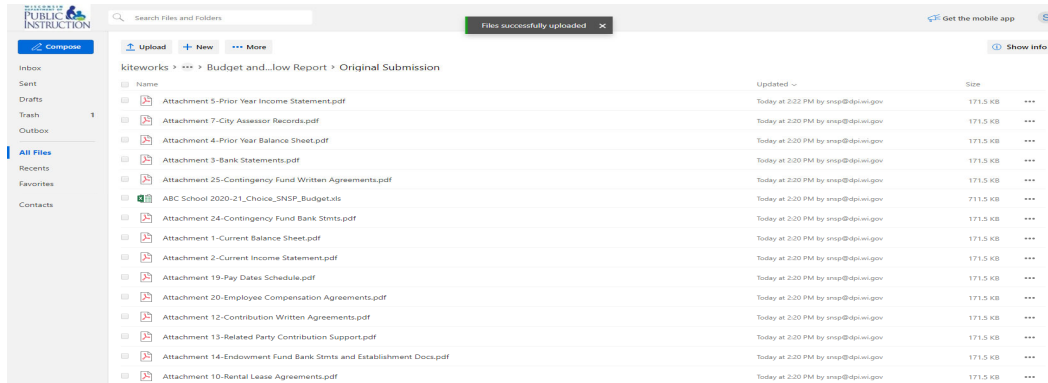 WISCONSIN
PUBLIC
INSTRUCTION
Search Files and Folders
Files successfully uploaded ×
Get the mobile app
S
Compose
Upload + New ••• More
Show info
Inbox
Sent
Drafts
Trash 1
Outbox
All Files
Recents
Favorites
Contacts
kiteworks > ••• > Budget and...low Report > Original Submission
Name Updated Size
Attachment 5-Prior Year Income Statement.pdf Today at 2:22 PM by snsp@dpi.wi.gov 171.5 KB •••
Attachment 7-City Assessor Records.pdf Today at 2:20 PM by snsp@dpi.wi.gov 171.5 KB •••
Attachment 4-Prior Year Balance Sheet.pdf Today at 2:20 PM by snsp@dpi.wi.gov 171.5 KB •••
Attachment 3-Bank Statements.pdf Today at 2:20 PM by snsp@dpi.wi.gov 171.5 KB •••
Attachment 25-Contingency Fund Written Agreements.pdf Today at 2:20 PM by snsp@dpi.wi.gov 171.5 KB •••
ABC School 2020-21_Choice_SNSP_Budget.xls Today at 2:20 PM by snsp@dpi.wi.gov 711.5 KB •••
Attachment 24-Contingency Fund Bank Stmts.pdf Today at 2:20 PM by snsp@dpi.wi.gov 171.5 KB •••
Attachment 1-Current Balance Sheet.pdf Today at 2:20 PM by snsp@dpi.wi.gov 171.5 KB •••
Attachment 2-Current Income Statement.pdf Today at 2:20 PM by snsp@dpi.wi.gov 171.5 KB •••
Attachment 19-Pay Dates Schedule.pdf Today at 2:20 PM by snsp@dpi.wi.gov 171.5 KB •••
Attachment 20-Employee Compensation Agreements.pdf Today at 2:20 PM by snsp@dpi.wi.gov 171.5 KB •••
Attachment 12-Contribution Written Agreements.pdf Today at 2:20 PM by snsp@dpi.wi.gov 171.5 KB •••
Attachment 13-Related Party Contribution Support.pdf Today at 2:20 PM by snsp@dpi.wi.gov 171.5 KB •••
Attachment 14-Endowment Fund Bank Stmts and Establishment Docs.pdf Today at 2:20 PM by snsp@dpi.wi.gov 171.5 KB •••
Attachment 10-Rental Lease Agreements.pdf Today at 2:20 PM by snsp@dpi.wi.gov 171.5 KB •••